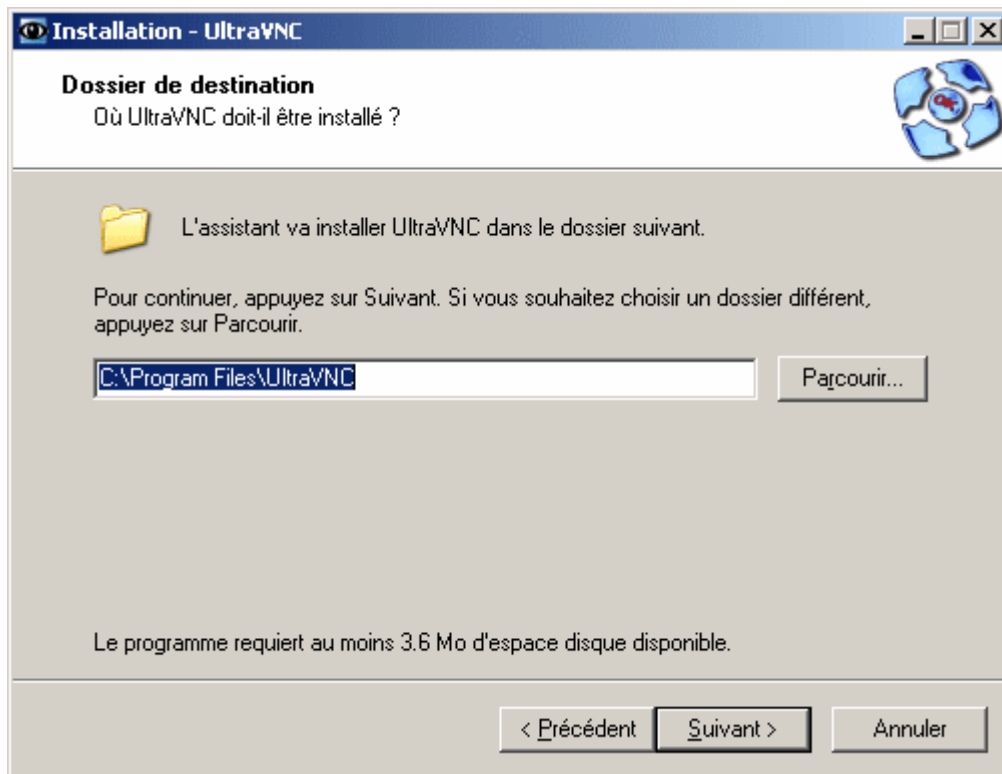 Installation - UltraVNC
Dossier de destination
Où UltraVNC doit-il être installé ?
OK
L'assistant va installer UltraVNC dans le dossier suivant.
Pour continuer, appuyez sur Suivant. Si vous souhaitez choisir un dossier différent,
appuyez sur Parcourir.
C:\Program Files\UltraVNC
Parcourir...
Le programme requiert au moins 3.6 Mo d'espace disque disponible.
< Précédent
Suivant >
Annuler